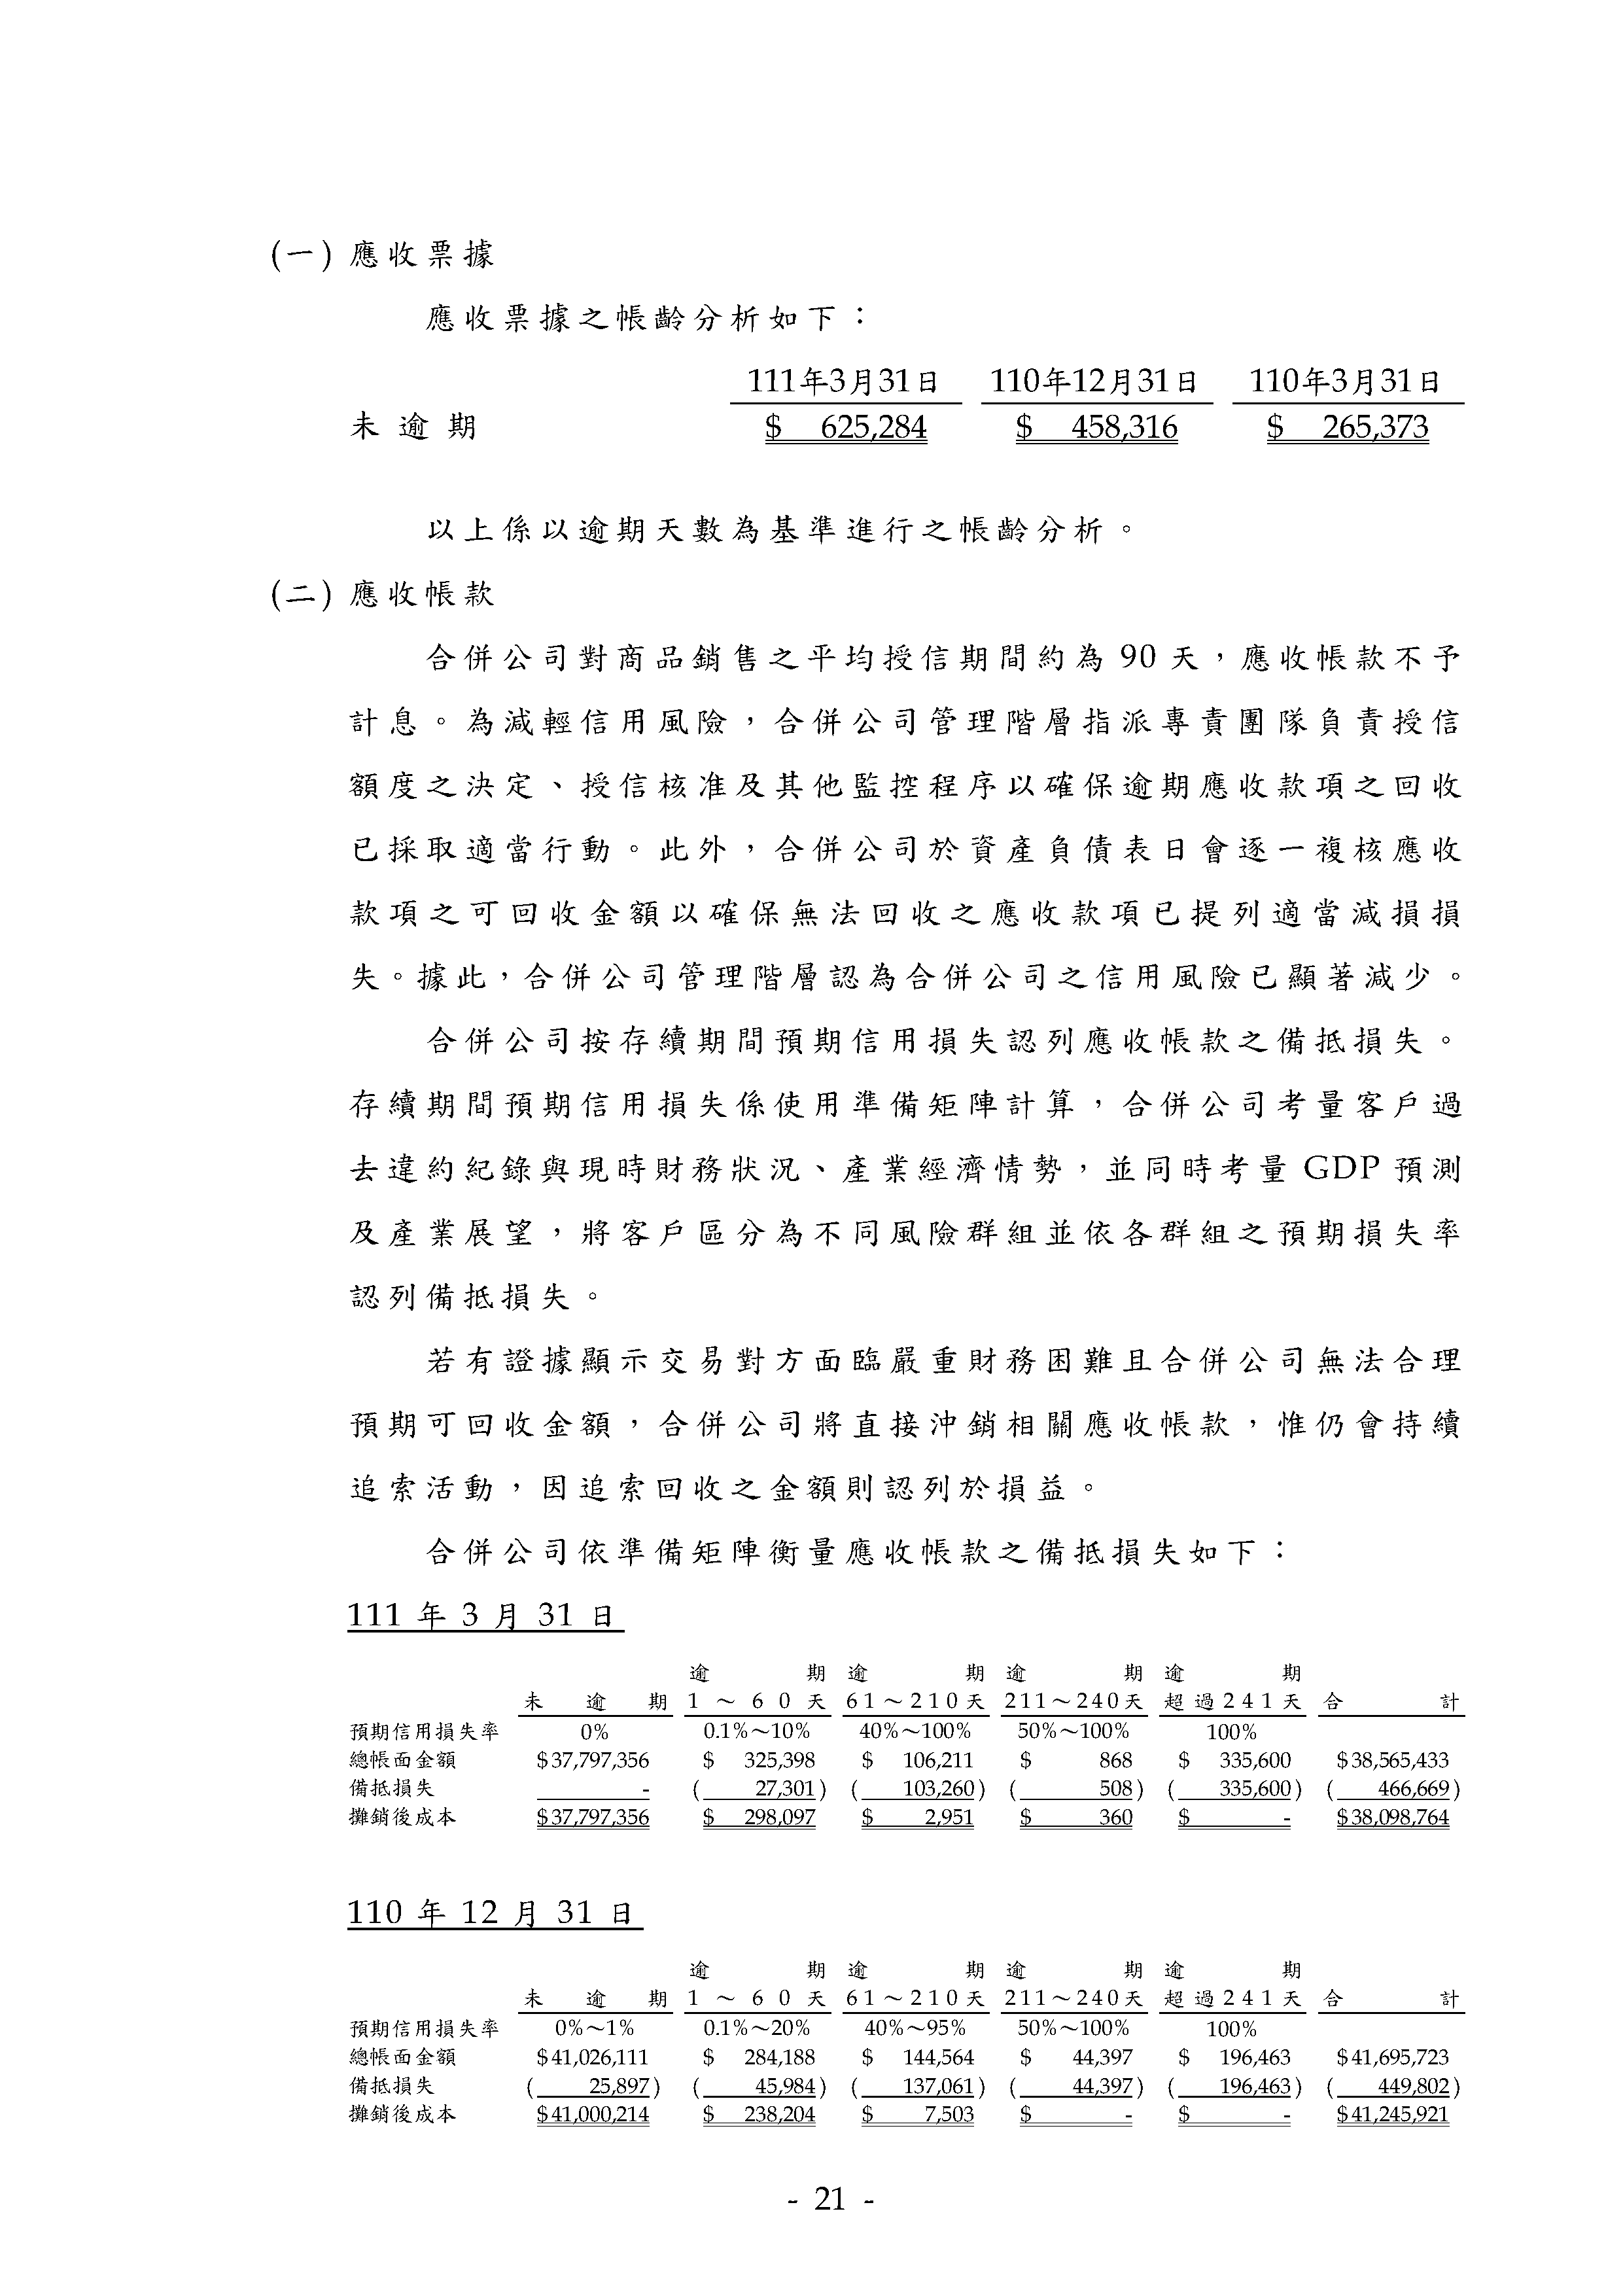 (一) 應收票據
應收票據之帳齡分析如下：
111年3月31日 110年12月31日 110年3月31日
未逾期 $ 625,284 $ 458,316 $ 265,373
以上係以逾期天數為基準進行之帳齡分析。
(二) 應收帳款
合併公司對商品銷售之平均授信期間約為 90 天，應收帳款不予
計息。為減輕信用風險，合併公司管理階層指派專責團隊負責授信
額度之決定、授信核准及其他監控程序以確保逾期應收款項之回收
已採取適當行動。此外，合併公司於資產負債表日會逐一複核應收
款項之可回收金額以確保無法回收之應收款項已提列適當減損損
失。據此，合併公司管理階層認為合併公司之信用風險已顯著減少。
合併公司按存續期間預期信用損失認列應收帳款之備抵損失。
存續期間預期信用損失係使用準備矩陣計算，合併公司考量客戶過
去違約紀錄與現時財務狀況、產業經濟情勢，並同時考量 GDP 預測
及產業展望，將客戶區分為不同風險群組並依各群組之預期損失率
認列備抵損失。
若有證據顯示交易對方面臨嚴重財務困難且合併公司無法合理
預期可回收金額，合併公司將直接沖銷相關應收帳款，惟仍會持續
追索活動，因追索回收之金額則認列於損益。
合併公司依準備矩陣衡量應收帳款之備抵損失如下：
111 年 3 月 31 日
逾期 逾期 逾期 逾期
未逾期 1～60天 61～210天 211～240天 超過241天 合計
預期信用損失率 0% 0.1%～10% 40%～100% 50%～100% 100%
總帳面金額 $37,797,356 $ 325,398 $ 106,211 $ 868 $ 335,600 $38,565,433
備抵損失 - ( 27,301) ( 103,260) ( 508) ( 335,600) ( 466,669)
攤銷後成本 $37,797,356 $ 298,097 $ 2,951 $ 360 $ - $38,098,764
110 年 12 月 31 日
逾期 逾期 逾期 逾期
未逾期 1～60天 61～210天 211～240天 超過241天 合計
預期信用損失率 0%～1% 0.1%～20% 40%～95% 50%～100% 100%
總帳面金額 $41,026,111 $ 284,188 $ 144,564 $ 44,397 $ 196,463 $41,695,723
備抵損失 ( 25,897) ( 45,984) ( 137,061) ( 44,397) ( 196,463) ( 449,802)
攤銷後成本 $41,000,214 $ 238,204 $ 7,503 $ - $ - $41,245,921
- 21 -